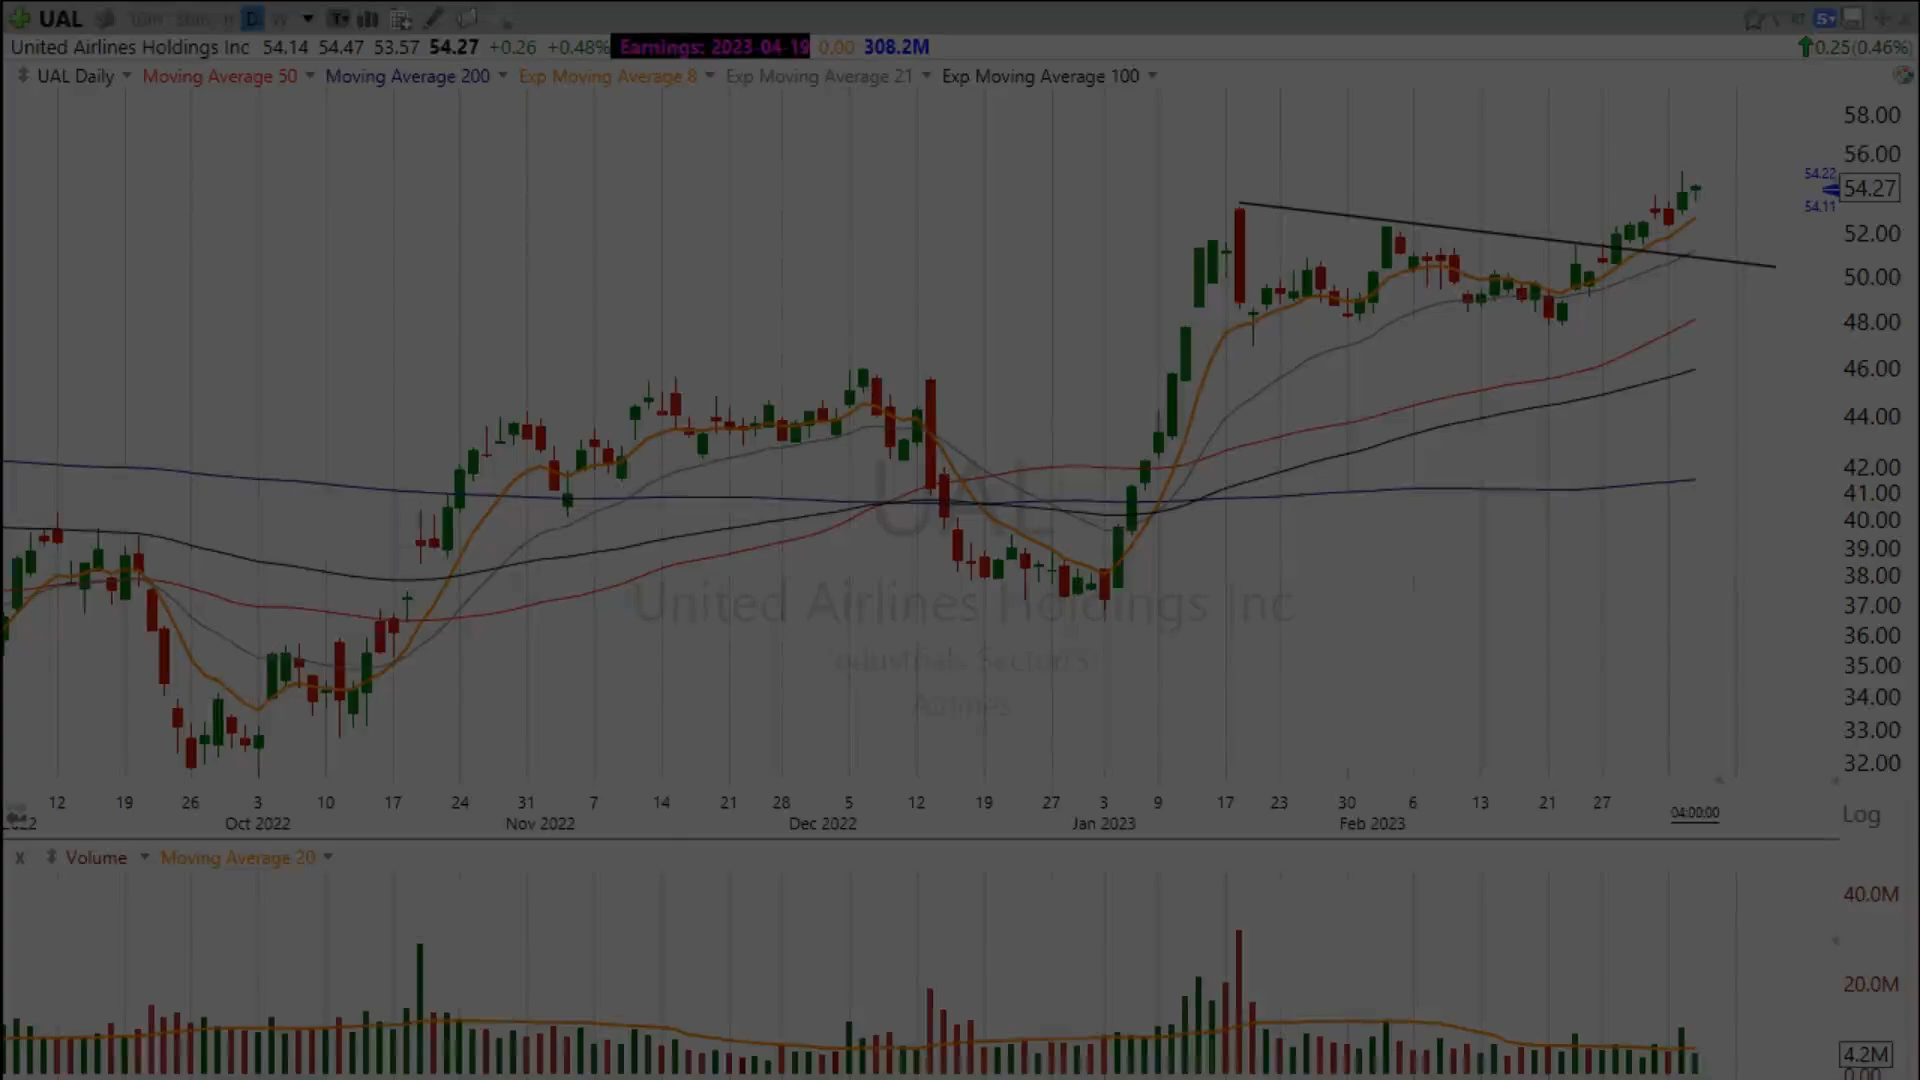 UAL
D W
United Airlines Holdings Inc 54.14 54.47 53.57 54.27 +0.26 +0.48% Earnings: 2023-04-19 0.00 308.2M
0.25(0.46%)
UAL Daily Moving Average 50 Moving Average 200 Exp Moving Average 8 Exp Moving Average 21 Exp Moving Average 100
58.00
56.00
54.22
54.27
54.11
52.00
50.00
48.00
46.00
44.00
42.00
41.00
40.00
39.00
38.00
37.00
36.00
35.00
34.00
33.00
32.00
UAL
United Airlines Holdings Inc
Industrials Sector
Airlines
12 19 26 3 10 17 24 31 7 14 21 28 5 12 19 27 3 9 17 23 30 6 13 21 27 04:00:00
Oct 2022 Nov 2022 Dec 2022 Jan 2023 Feb 2023
Log
x Volume Moving Average 20
40.0M
20.0M
4.2M
0.00